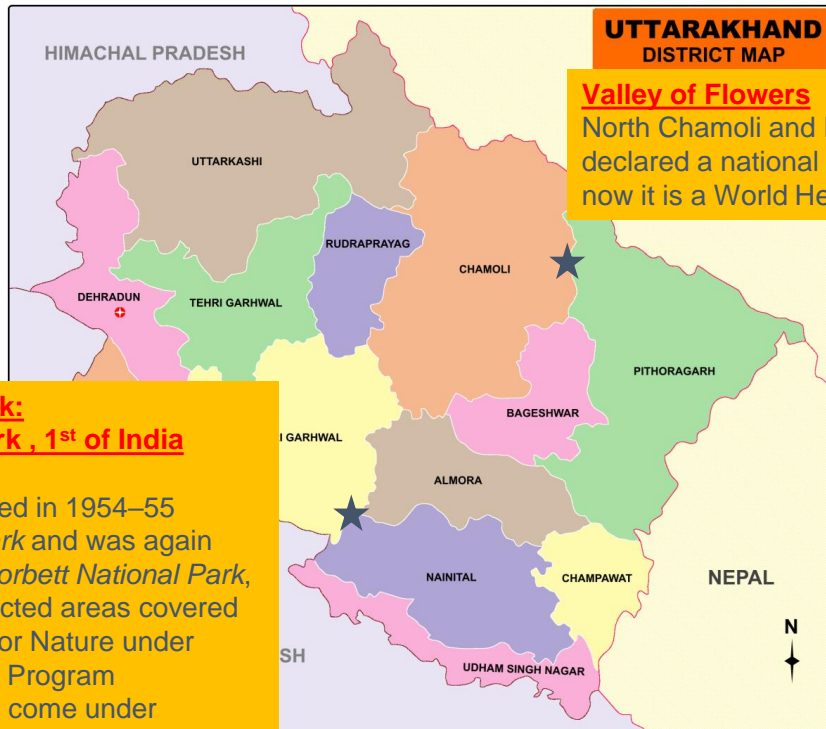 UTTARAKHAND
DISTRICT MAP
HIMACHAL PRADESH
Valley of Flowers
North Chamoli and
declared a national
now it is a World He
UTTARKASHI
RUDRAPRAYAG
CHAMOLI
DEHRADUN
TEHRI GARHWAL
PITHORAGARH
BAGESHWAR
k:
rk , 1st of India
I GARHWAL
ALMORA
ed in 1954–55
rk and was again
orbett National Park,
cted areas covered
or Nature under
Program
come under
NAINITAL
CHAMPAWAT
NEPAL
SH
UDHAM SINGH NAGAR
N